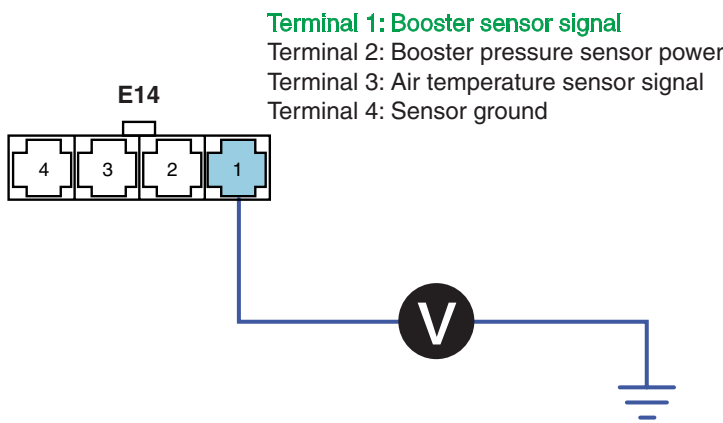 Terminal 1: Booster sensor signal
Terminal 2: Booster pressure sensor power
Terminal 3: Air temperature sensor signal
Terminal 4: Sensor ground
E14
4 3 2 1
V